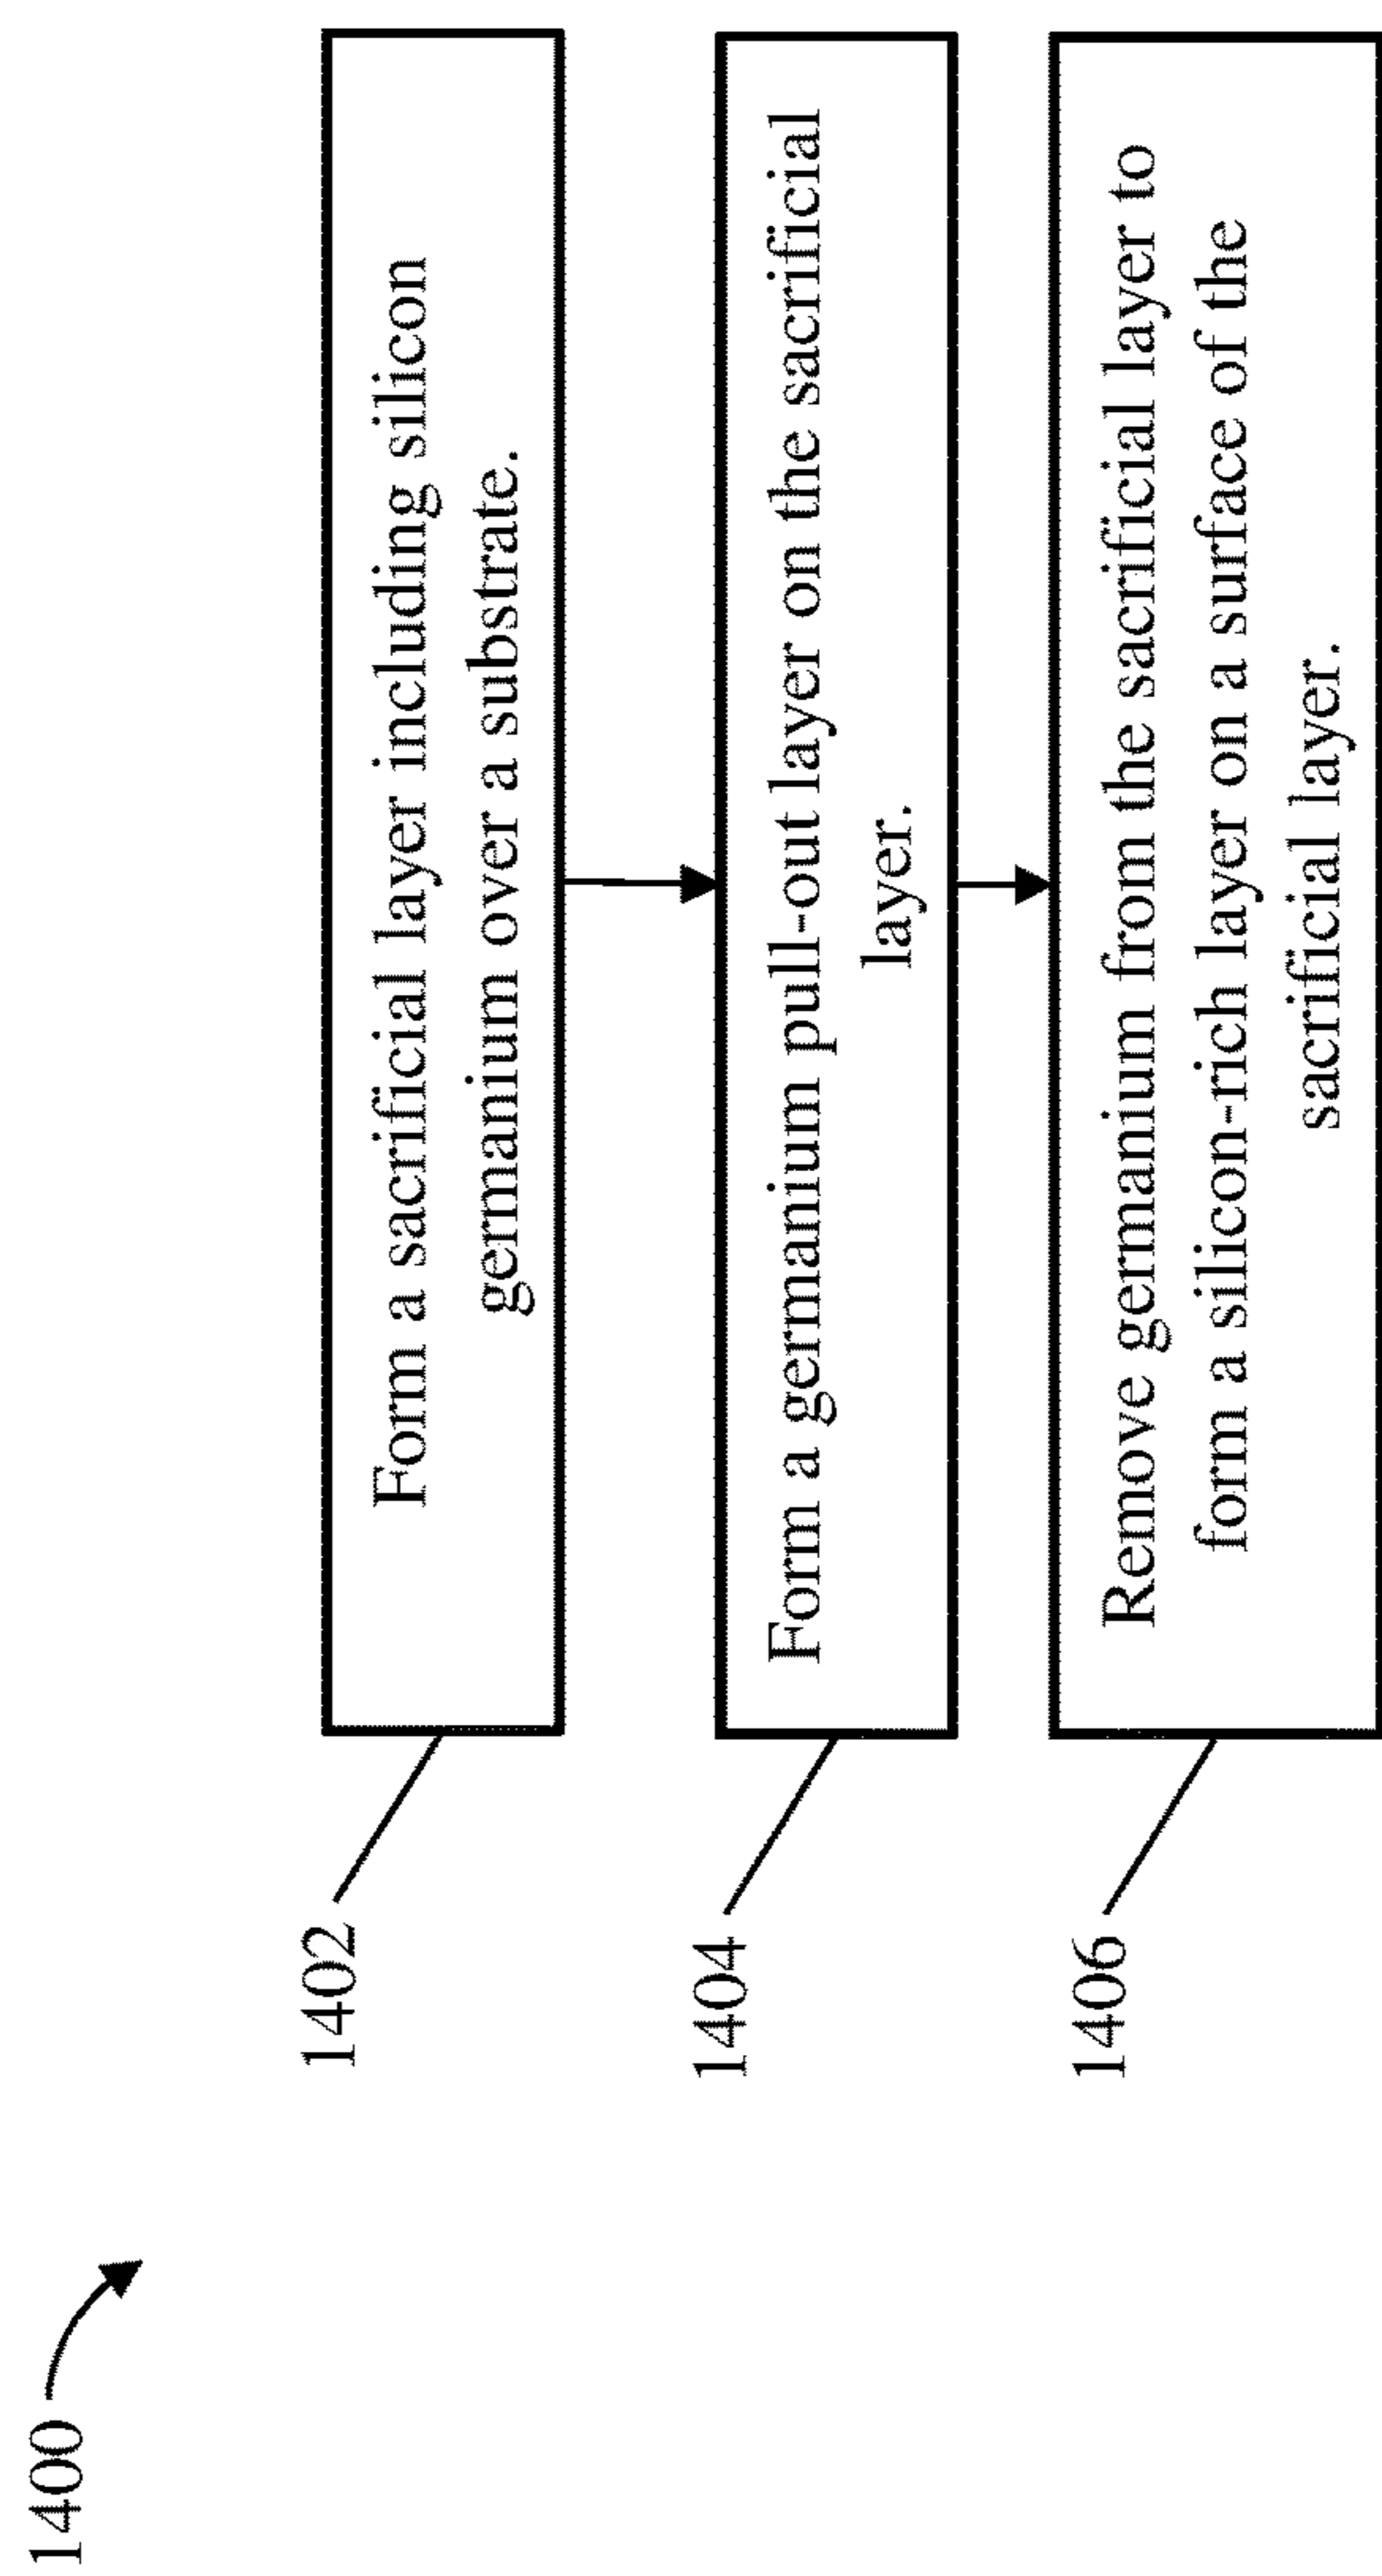 1400
1402
Form a sacrificial layer including silicon
germanium over a substrate.
1404
Form a germanium pull-out layer on the sacrificial
layer.
1406
Remove germanium from the sacrificial layer to
form a silicon-rich layer on a surface of the
sacrificial layer.